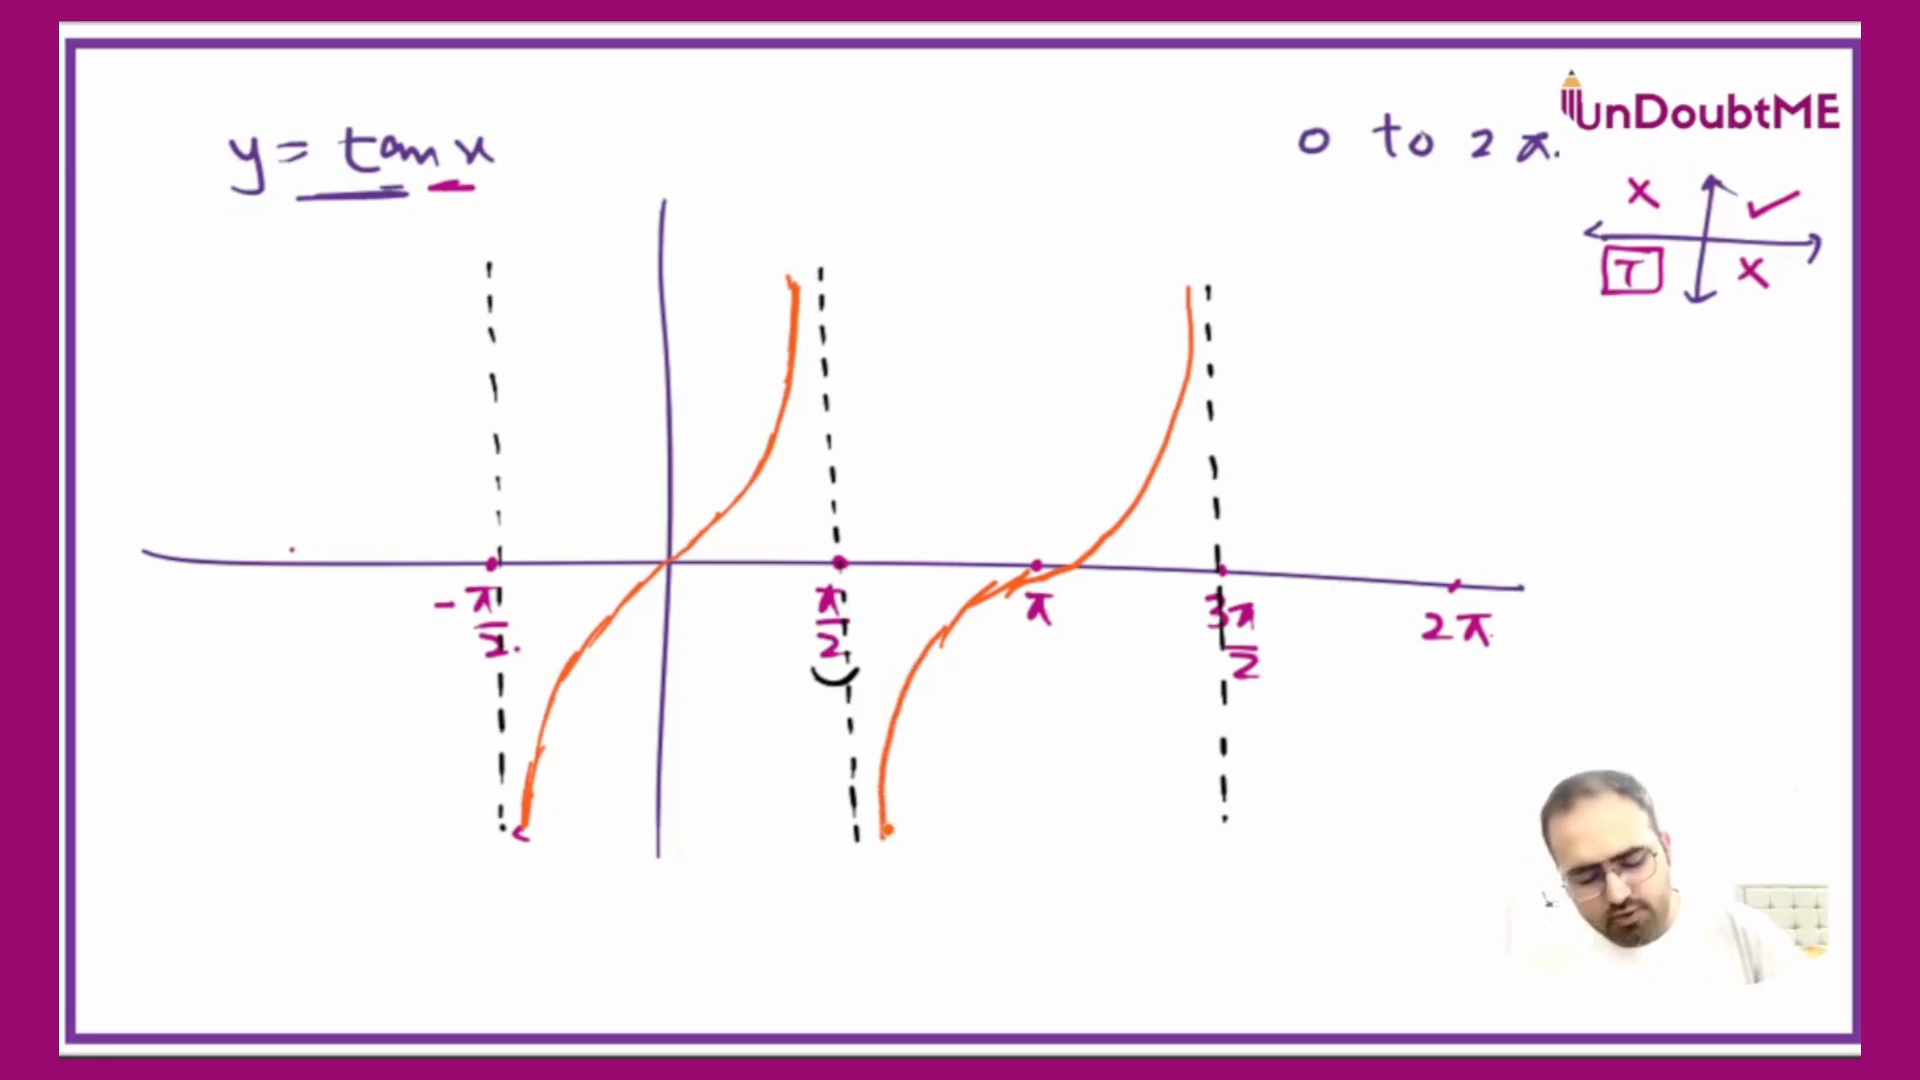 UnDoubtME
y = tan x
0 to 2π.
x ✓
T x
-π/2. π/2 π 3π/2 2π